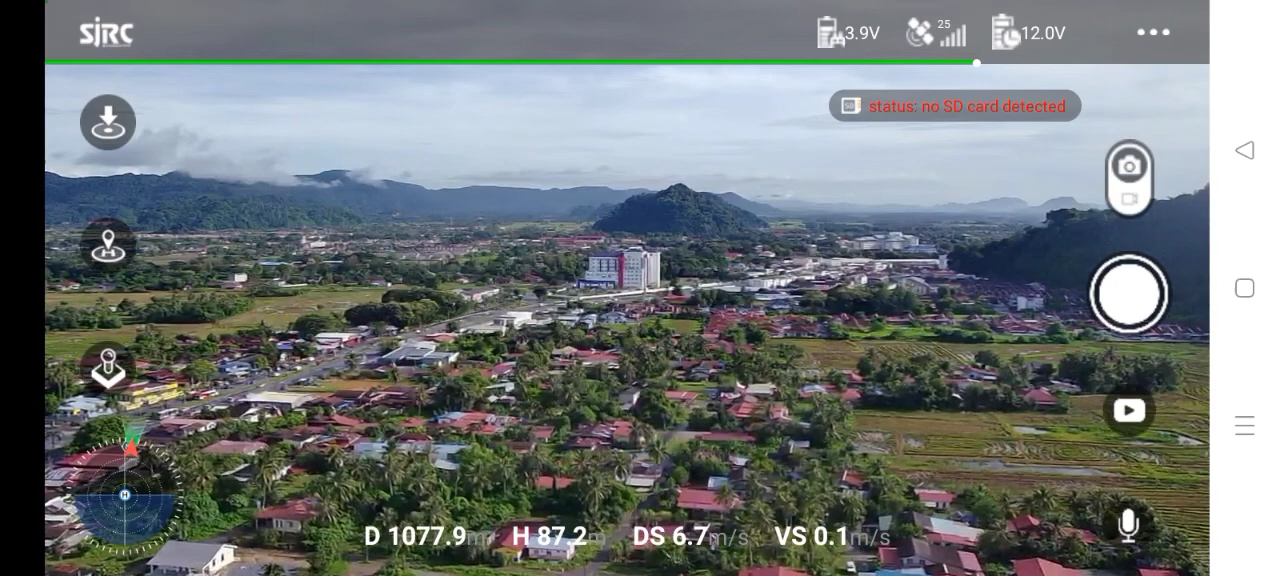 SJRC
3.9V
25
12.0V
status: no SD card detected
H
D 1077.9m H 87.2m DS 6.7m/s VS 0.1m/s